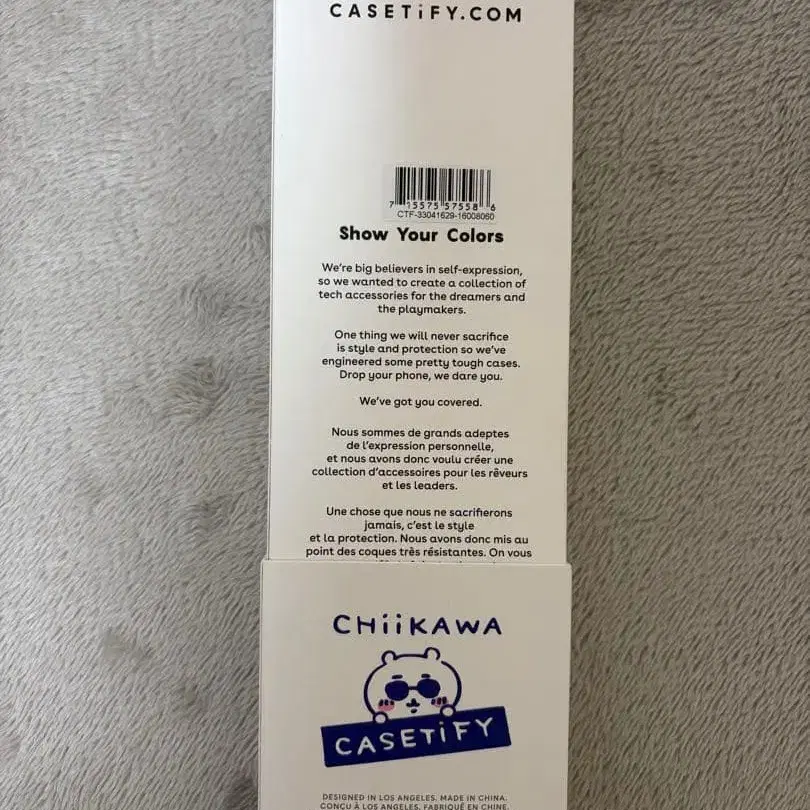 CASETiFY.COM
7 15575 57558 6
CTF-33041629-16008060
Show Your Colors
We're big believers in self-expression,
so we wanted to create a collection of
tech accessories for the dreamers and
the playmakers.
One thing we will never sacrifice
is style and protection so we've
engineered some pretty tough cases.
Drop your phone, we dare you.
We've got you covered.
Nous sommes de grands adeptes
de l'expression personnelle,
et nous avons donc voulu créer une
collection d'accessoires pour les rêveurs
et les leaders.
Une chose que nous ne sacrifierons
jamais, c'est le style
et la protection. Nous avons donc mis au
point des coques très résistantes. On vous
CHiiKAWA
CASETiFY
DESIGNED IN LOS ANGELES. MADE IN CHINA.
CONÇU À LOS ANGELES. FABRIQUÉ EN CHINE.